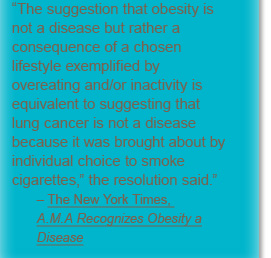 “The suggestion that obesity is
not a disease but rather a
consequence of a chosen
lifestyle exemplified by
overeating and/or inactivity is
equivalent to suggesting that
lung cancer is not a disease
because it was brought about by
individual choice to smoke
cigarettes,” the resolution said.”
– The New York Times,
A.M.A Recognizes Obesity a
Disease